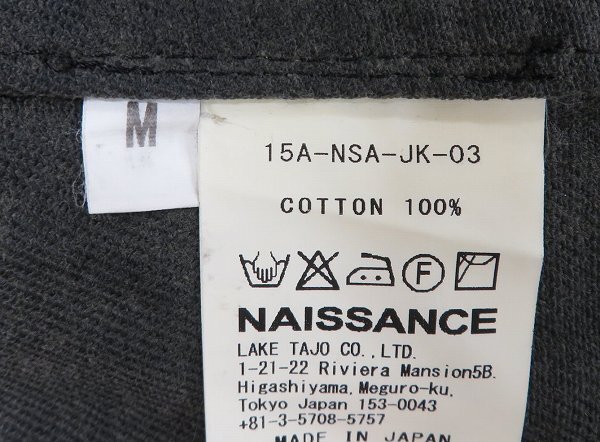 M
15A-NSA-JK-03
COTTON 100%
F
NAISSANCE
LAKE TAJO CO.,LTD.
1-21-22 Riviera Mansion5B.
Higashiyama.Meguro-ku.
Tokyo Japan 153-0043
+81-3-5708-5757
MADE IN JAPAN